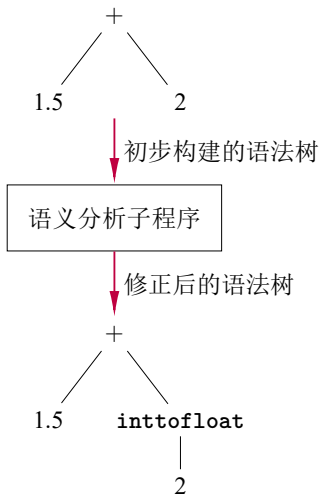 +
1.5 2
初步构建的语法树
语义分析子程序
修正后的语法树
+
1.5 inttofloat
2